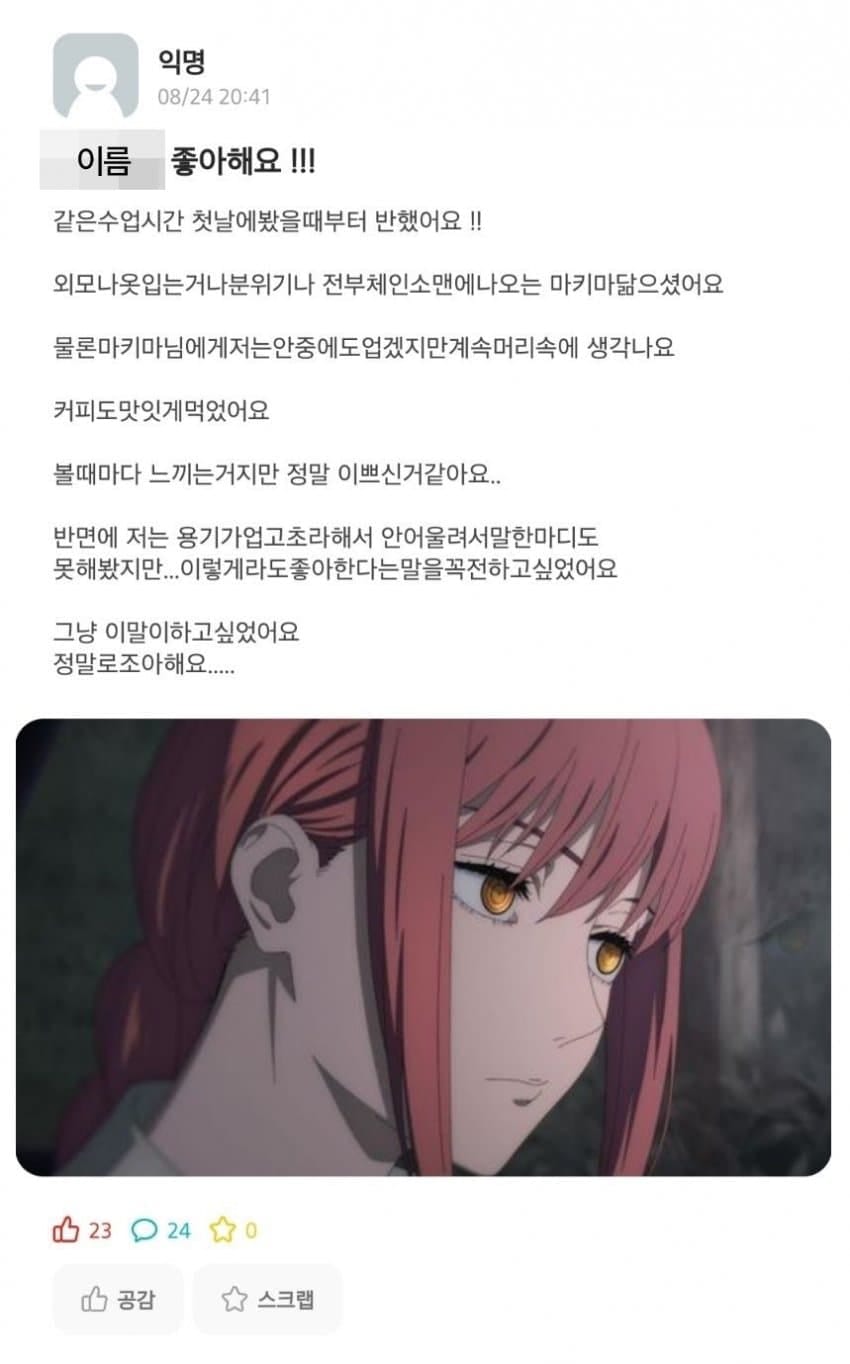 익명
08/24 20:41
이름 좋아해요 !!!
같은수업시간 첫날에봤을때부터 반했어요 !!
외모나옷입는거나분위기나 전부체인소맨에나오는 마키마닮으셨어요
물론마키마님에게저는안중에도업겠지만계속머리속에 생각나요
커피도맛잇게먹었어요
볼때마다 느끼는거지만 정말 이쁘신거같아요..
반면에 저는 용기가업고초라해서 안어울려서말한마디도
못해봤지만...이렇게라도좋아한다는말을꼭전하고싶었어요
그냥 이말이하고싶었어요
정말로조아해요.....
23 24 0
공감 스크랩